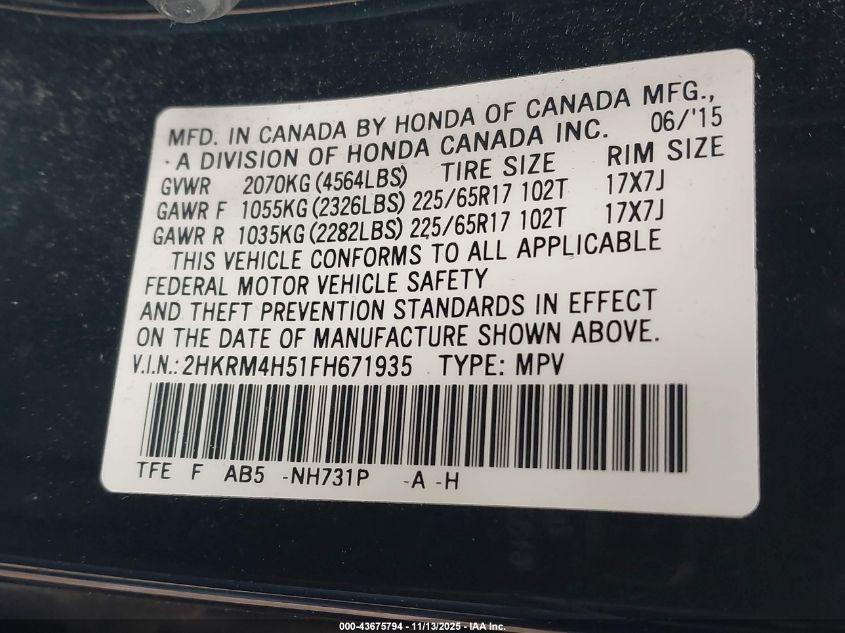 MFD. IN CANADA BY HONDA OF CANADA MFG.,
A DIVISION OF HONDA CANADA INC. 06/'15
GVWR 2070KG (4564LBS) TIRE SIZE RIM SIZE
GAWR F 1055KG (2326LBS) 225/65R17 102T 17X7J
GAWR R 1035KG (2282LBS) 225/65R17 102T 17X7J
THIS VEHICLE CONFORMS TO ALL APPLICABLE
FEDERAL MOTOR VEHICLE SAFETY
AND THEFT PREVENTION STANDARDS IN EFFECT
ON THE DATE OF MANUFACTURE SHOWN ABOVE.
V.I.N.: 2HKRM4H51FH671935 TYPE: MPV
TFE F AB5 -NH731P -A -H
000-43675794 - 11/13/2025 - IAA Inc.